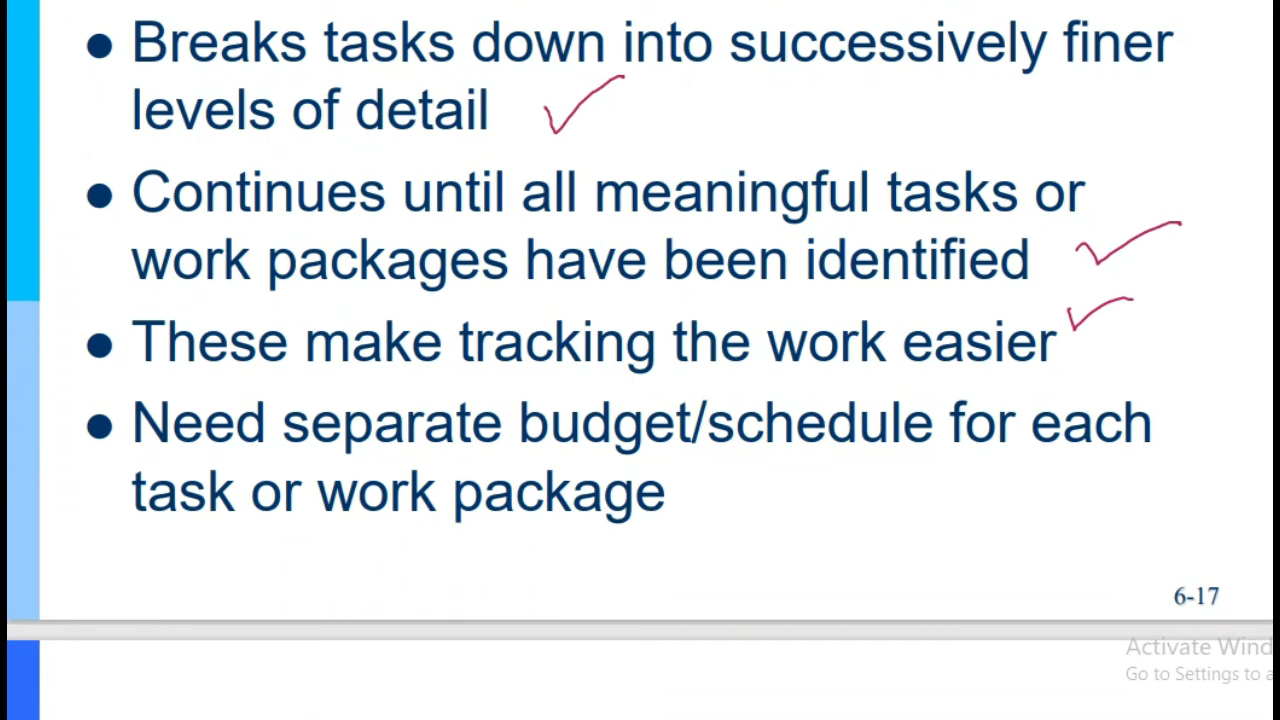 ● Breaks tasks down into successively finer
levels of detail
● Continues until all meaningful tasks or
work packages have been identified
● These make tracking the work easier
● Need separate budget/schedule for each
task or work package
6-17
Activate Wind
Go to Settings to a